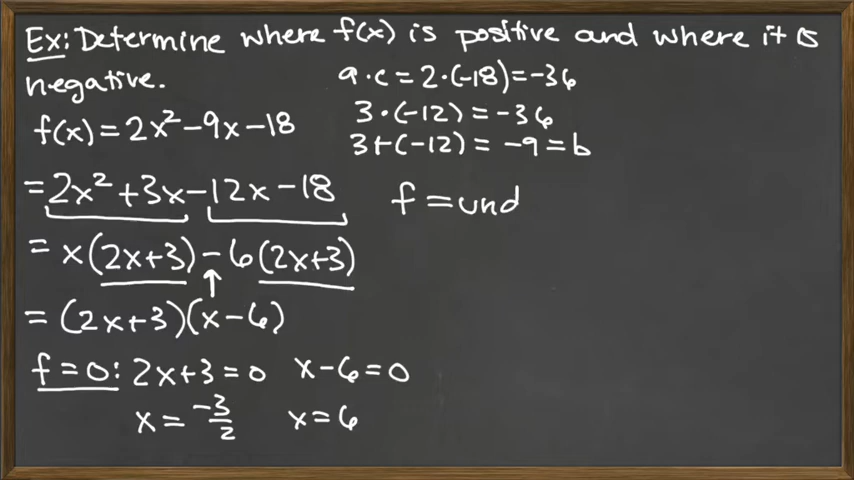 Ex: Determine where f(x) is positive and where it is
negative.
a·c = 2·(-18) = -36
3·(-12) = -36
3+(-12) = -9 = b
f(x) = 2x² - 9x - 18
= 2x² + 3x - 12x - 18
f = und
= x(2x+3) - 6(2x+3)
= (2x+3)(x-6)
f = 0: 2x+3 = 0 x-6 = 0
x = -3/2 x = 6